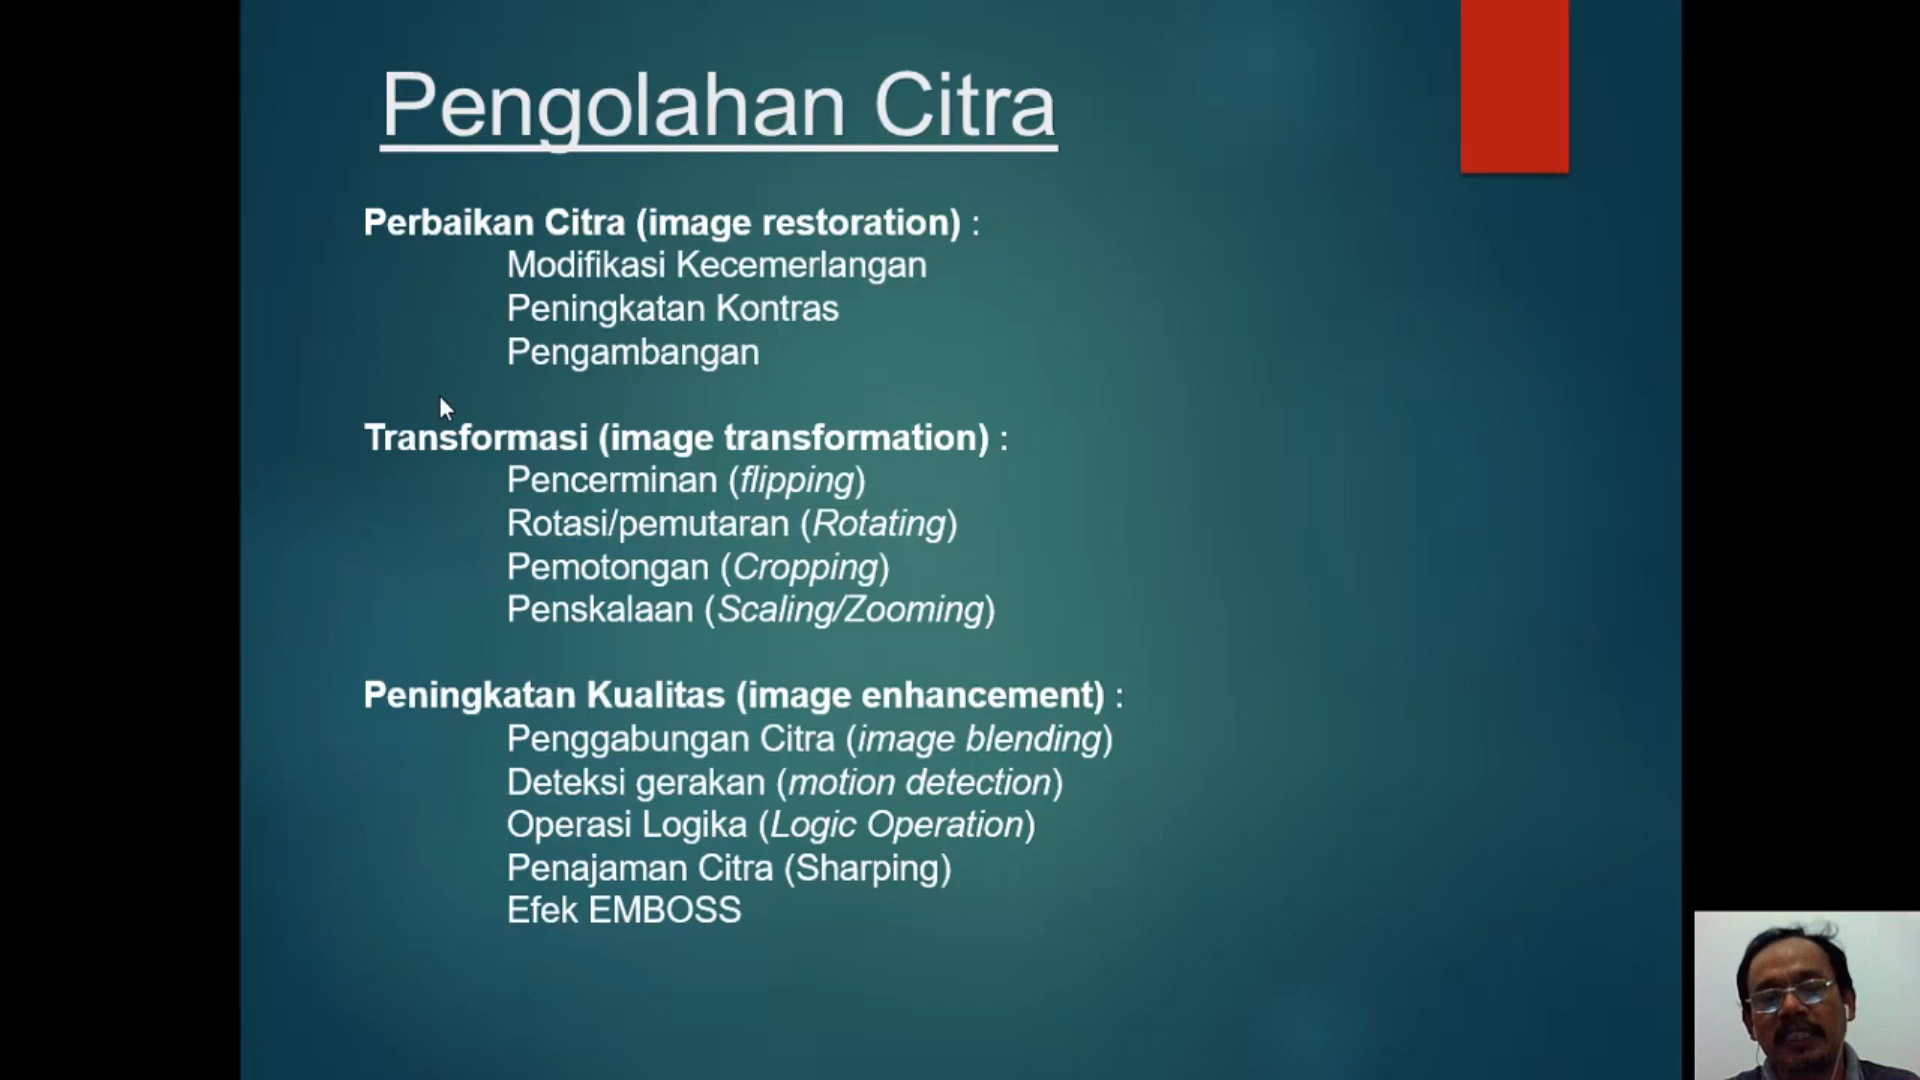 Pengolahan Citra
Perbaikan Citra (image restoration) :
Modifikasi Kecemerlangan
Peningkatan Kontras
Pengambangan
Transformasi (image transformation) :
Pencerminan (flipping)
Rotasi/pemutaran (Rotating)
Pemotongan (Cropping)
Penskalaan (Scaling/Zooming)
Peningkatan Kualitas (image enhancement) :
Penggabungan Citra (image blending)
Deteksi gerakan (motion detection)
Operasi Logika (Logic Operation)
Penajaman Citra (Sharping)
Efek EMBOSS